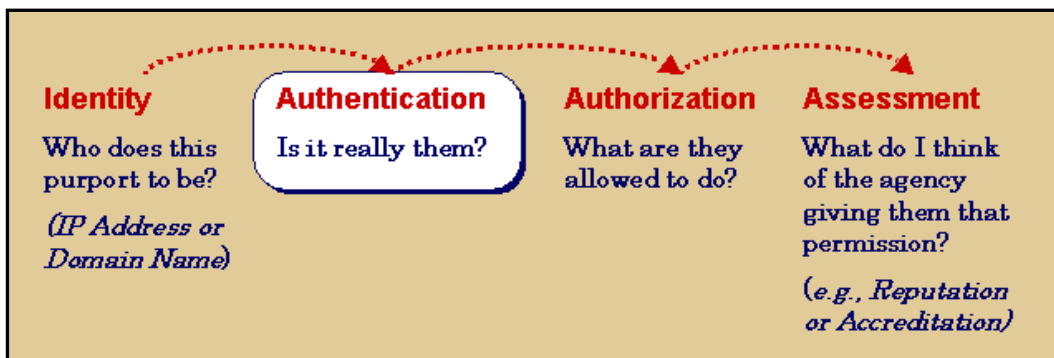 Identity
Who does this
purport to be?
(IP Address or
Domain Name)
Authentication
Is it really them?
Authorization
What are they
allowed to do?
Assessment
What do I think
of the agency
giving them that
permission?
(e.g., Reputation
or Accreditation)